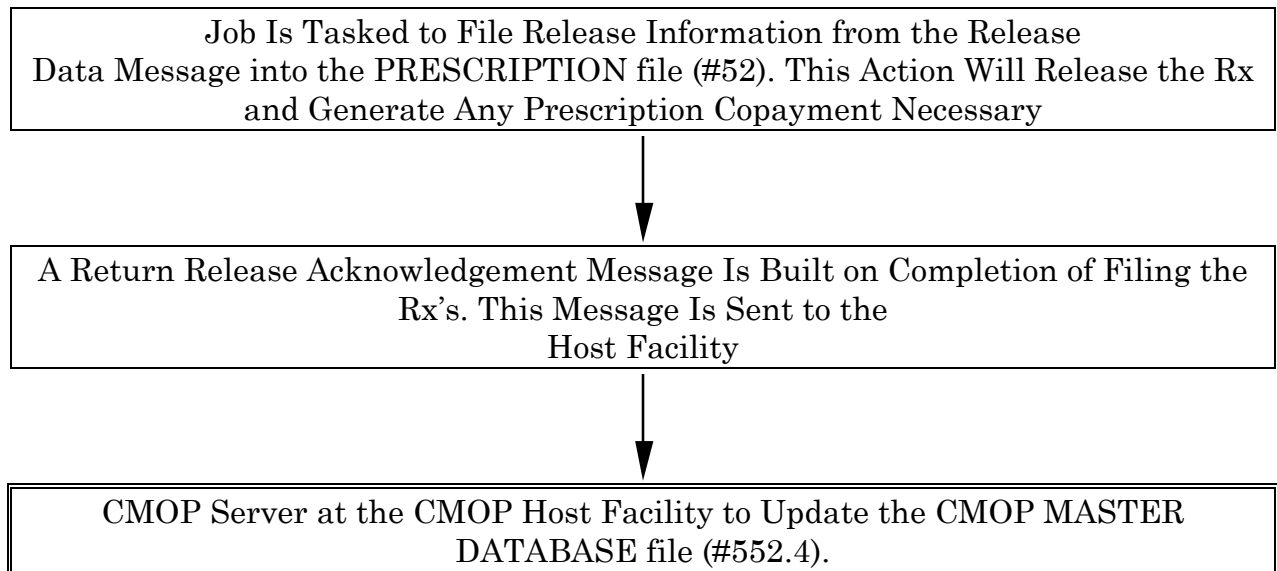 Job Is Tasked to File Release Information from the Release
Data Message into the PRESCRIPTION file (#52). This Action Will Release the Rx
and Generate Any Prescription Copayment Necessary
A Return Release Acknowledgement Message Is Built on Completion of Filing the
Rx’s. This Message Is Sent to the
Host Facility
CMOP Server at the CMOP Host Facility to Update the CMOP MASTER
DATABASE file (#552.4).